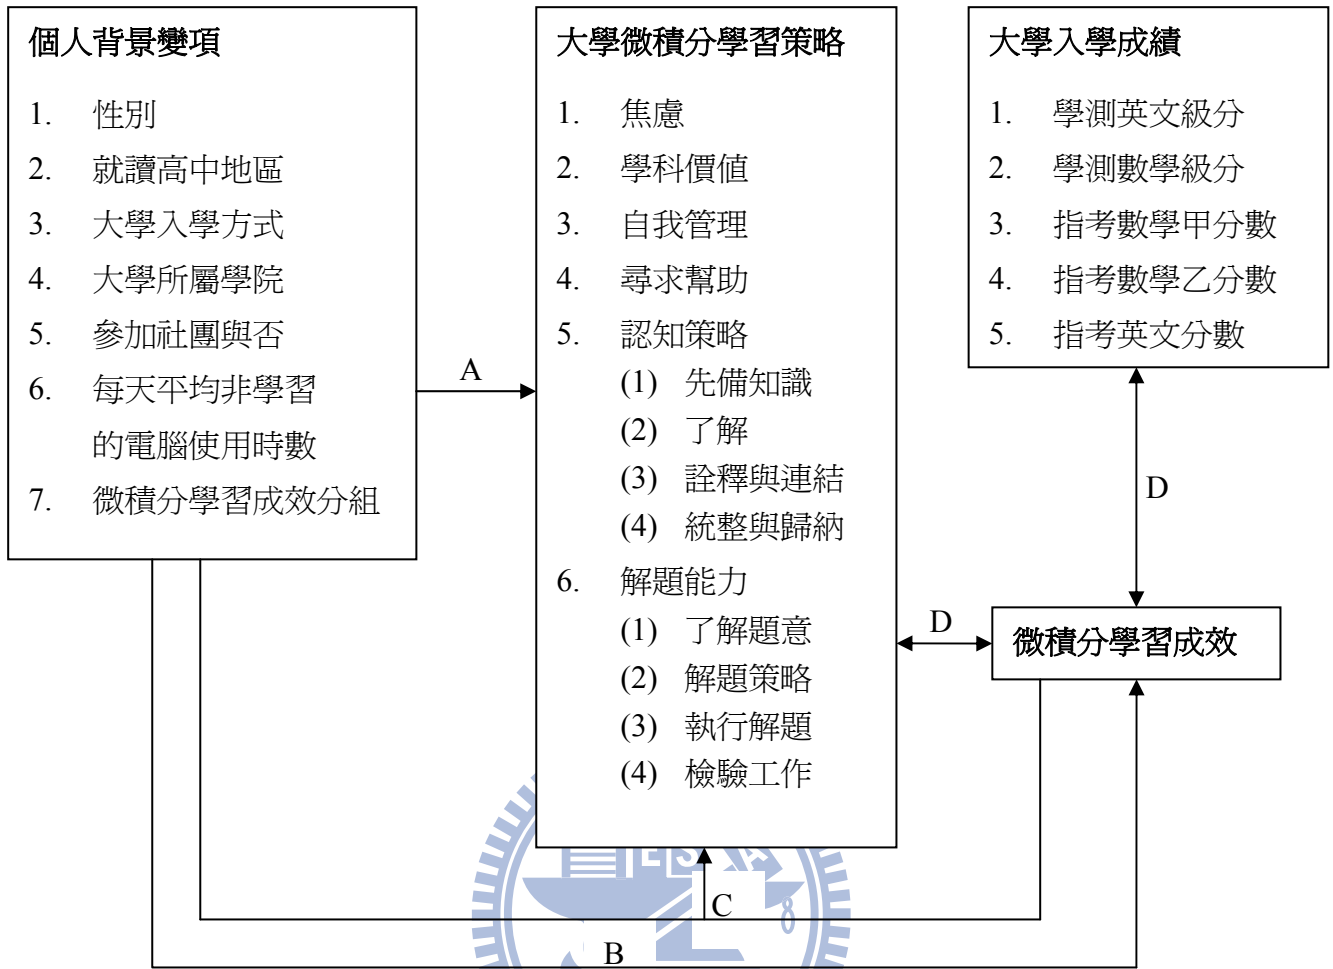 個人背景變項
1. 性別
2. 就讀高中地區
3. 大學入學方式
4. 大學所屬學院
5. 參加社團與否
6. 每天平均非學習
的電腦使用時數
7. 微積分學習成效分組
A
大學微積分學習策略
1. 焦慮
2. 學科價值
3. 自我管理
4. 尋求幫助
5. 認知策略
(1) 先備知識
(2) 了解
(3) 詮釋與連結
(4) 統整與歸納
6. 解題能力
(1) 了解題意
(2) 解題策略
(3) 執行解題
(4) 檢驗工作
大學入學成績
1. 學測英文級分
2. 學測數學級分
3. 指考數學甲分數
4. 指考數學乙分數
5. 指考英文分數
D
D
微積分學習成效
C
B